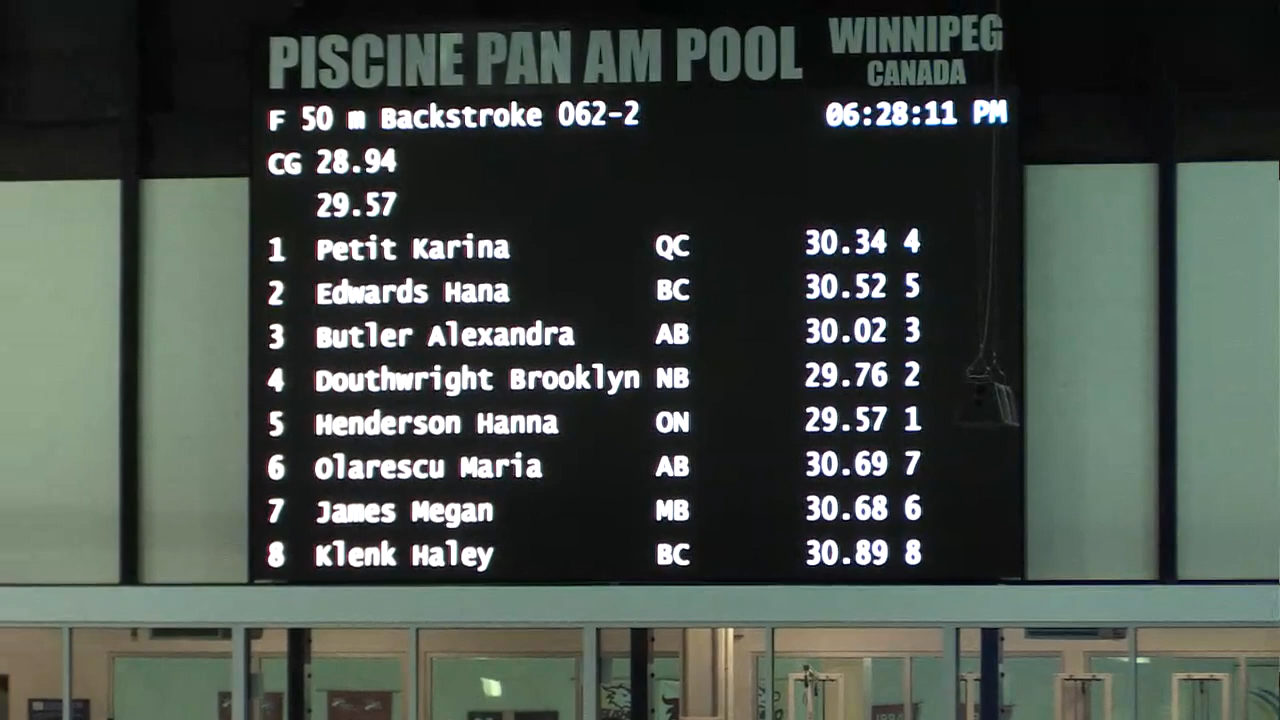 PISCINE PAN AM POOL WINNIPEG
CANADA
F 50 m Backstroke 062-2 06:28:11 PM
CG 28.94
29.57
1 Petit Karina QC 30.34 4
2 Edwards Hana BC 30.52 5
3 Butler Alexandra AB 30.02 3
4 Douthwright Brooklyn NB 29.76 2
5 Henderson Hanna ON 29.57 1
6 Olarescu Maria AB 30.69 7
7 James Megan MB 30.68 6
8 Klenk Haley BC 30.89 8